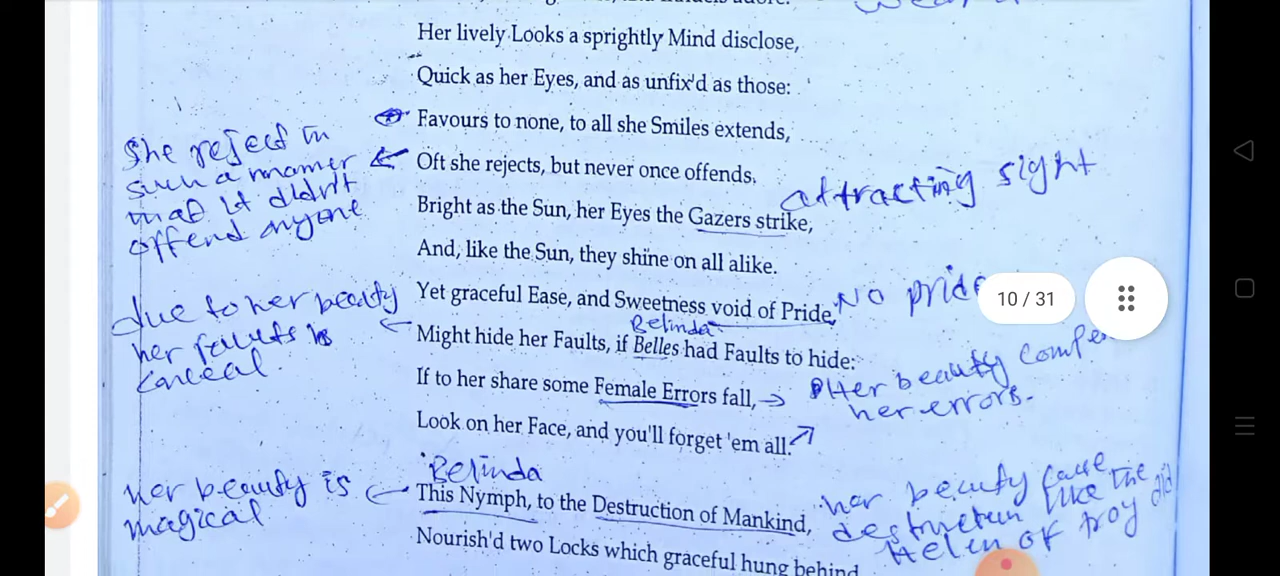 Her lively Looks a sprightly Mind disclose,
Quick as her Eyes, and as unfix'd as those:
Favours to none, to all she Smiles extends,
She reject in
such a manner
that it didn't
offend anyone
Oft she rejects, but never once offends.
attracting sight
Bright as the Sun, her Eyes the Gazers strike,
And, like the Sun, they shine on all alike.
due to her beauty
her faults is
conceal.
Yet graceful Ease, and Sweetness void of Pride,
No pride
10 / 31
Belinda
Might hide her Faults, if Belles had Faults to hide:
If to her share some Female Errors fall,
Her beauty
her errors.
Look on her Face, and you'll forget 'em all.
Belinda
her beauty is
magical
This Nymph, to the Destruction of Mankind,
her beauty cause
destruction like the
Helen of troy did
Nourish'd two Locks which graceful hung behind